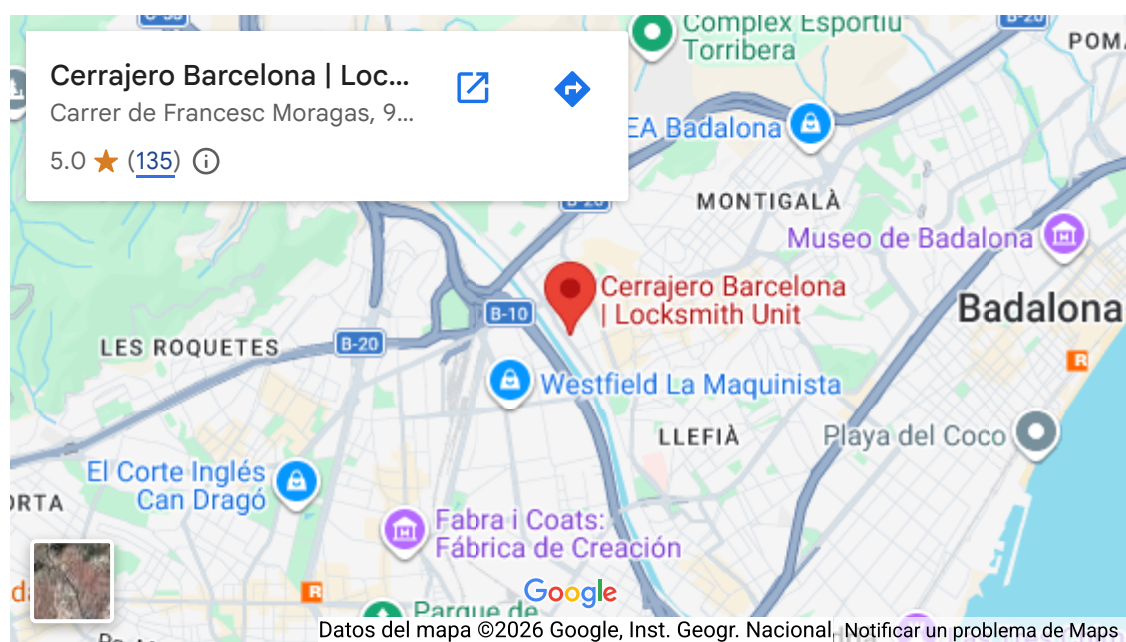 C-58
B-20
Complex Esportiu
Torribera
Cerrajero Barcelona | Loc...
Carrer de Francesc Moragas, 9...
5.0 (135)
EA Badalona
B-20
MONTIGALÀ
Museo de Badalona
Cerrajero Barcelona
| Locksmith Unit
Badalona
B-10
B-20
LES ROQUETES
R
Westfield La Maquinista
LLEFIÀ
Playa del Coco
El Corte Inglés
Can Dragó
Fabra i Coats:
Fábrica de Creación
R
Google
Parque de
Datos del mapa ©2026 Google, Inst. Geogr. Nacional
Notificar un problema de Maps